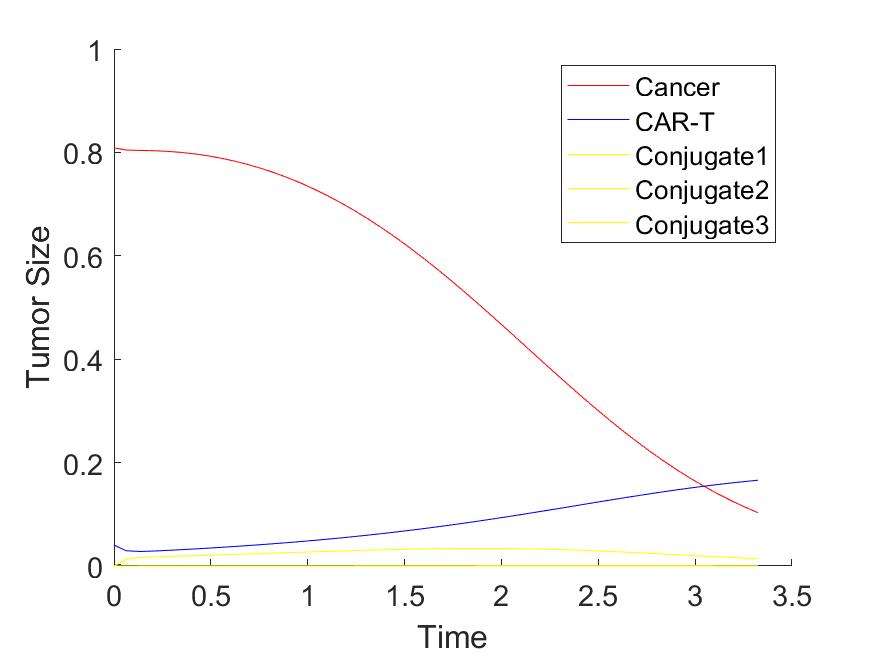 1
0.8
0.6
0.4
0.2
0
Tumor Size
Cancer
CAR-T
Conjugate1
Conjugate2
Conjugate3
0 0.5 1 1.5 2 2.5 3 3.5
Time